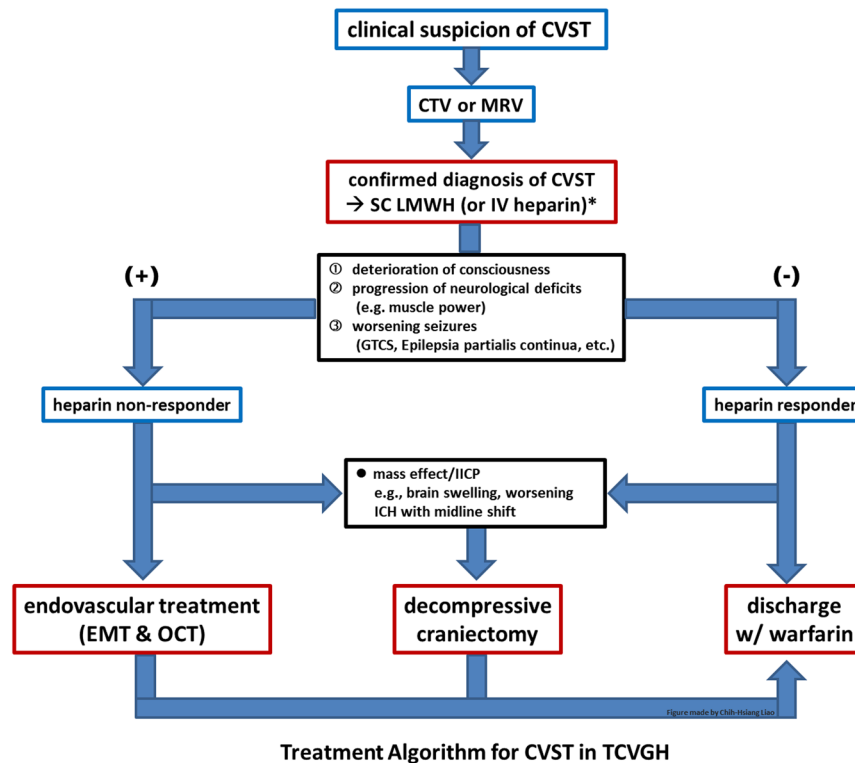 clinical suspicion of CVST
CTV or MRV
confirmed diagnosis of CVST
→ SC LMWH (or IV heparin)*
(+)
(-)
① deterioration of consciousness
② progression of neurological deficits
(e.g. muscle power)
③ worsening seizures
(GTCS, Epilepsia partialis continua, etc.)
heparin non-responder
heparin responder
● mass effect/IICP
e.g., brain swelling, worsening
ICH with midline shift
endovascular treatment
(EMT & OCT)
decompressive
craniectomy
discharge
w/ warfarin
Figure made by Chih-Hsiang Liao
Treatment Algorithm for CVST in TCVGH